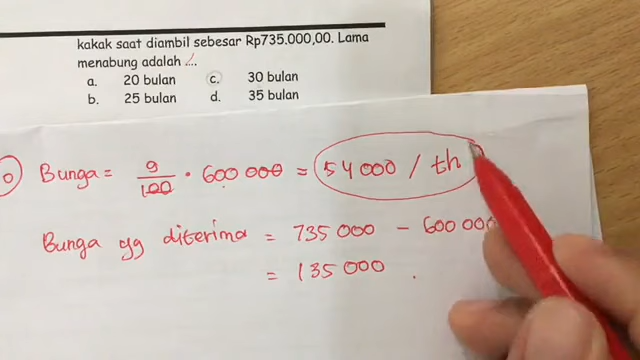 kakak saat diambil sebesar Rp735.000,00. Lama
menabung adalah ....
a. 20 bulan c. 30 bulan
b. 25 bulan d. 35 bulan
Bunga = 9/100 · 600 000 = 54 000 / th
Bunga yg diterima = 735 000 - 600 000
= 135 000 .